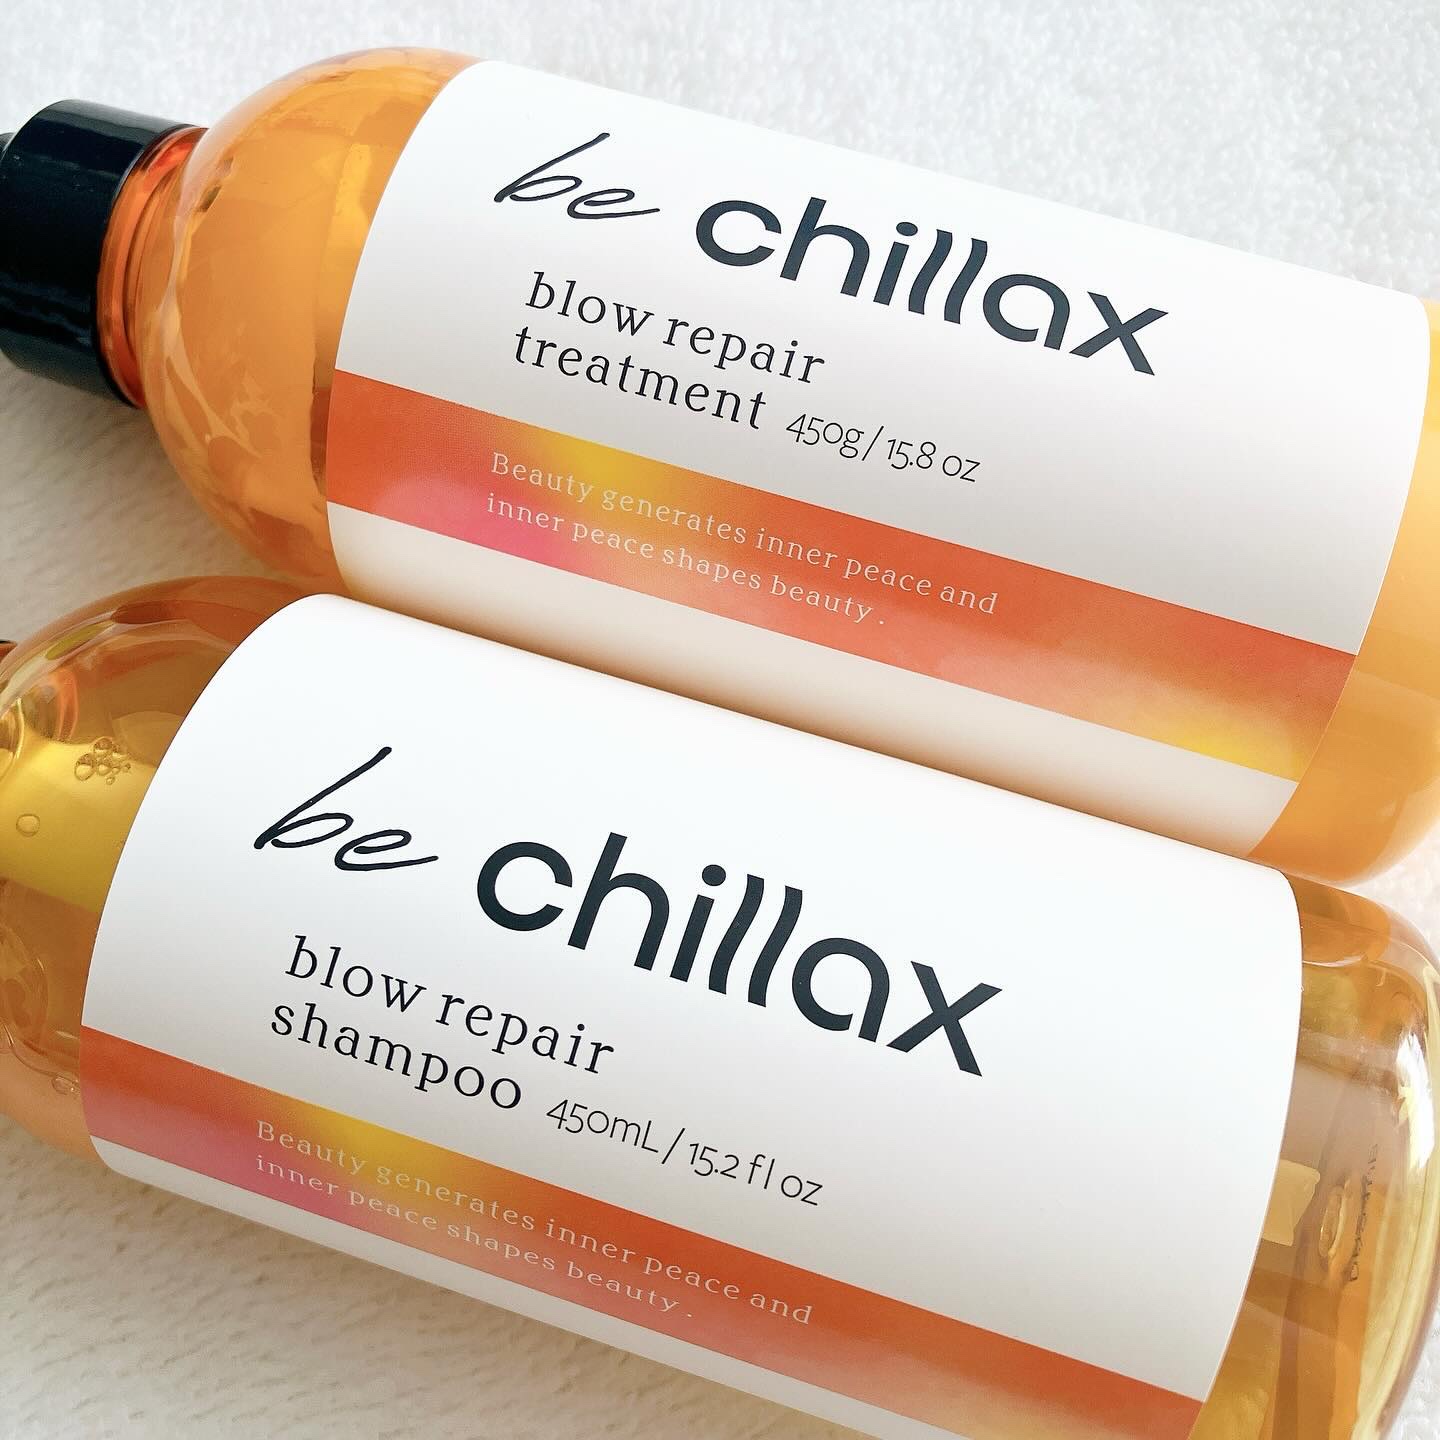 be chillax
blow repair
treatment 450g/15.8 oz
Beauty generates inner peace and
inner peace shapes beauty.
be chillax
blow repair
shampoo 450mL/15.2 fl oz
Beauty generates inner peace and
inner peace shapes beauty.